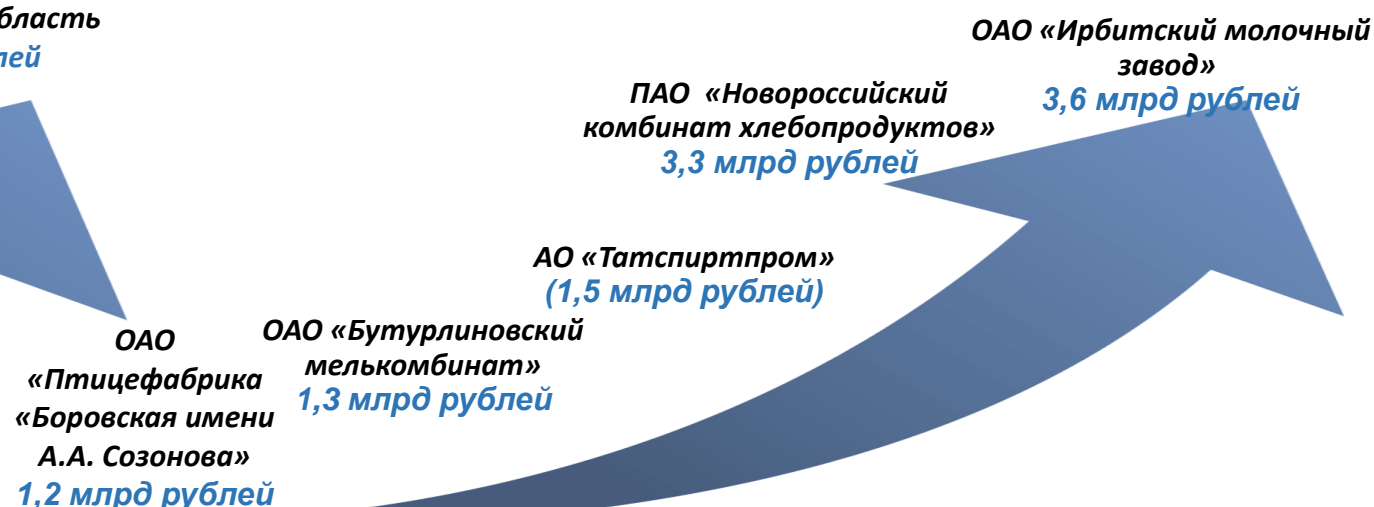 ОАО «Ирбитский молочный
завод»
3,6 млрд рублей
ПАО «Новороссийский
комбинат хлебопродуктов»
3,3 млрд рублей
АО «Татспиртпром»
(1,5 млрд рублей)
ОАО «Бутурлиновский
мелькомбинат»
1,3 млрд рублей
ОАО
«Птицефабрика
«Боровская имени
А.А. Созонова»
1,2 млрд рублей